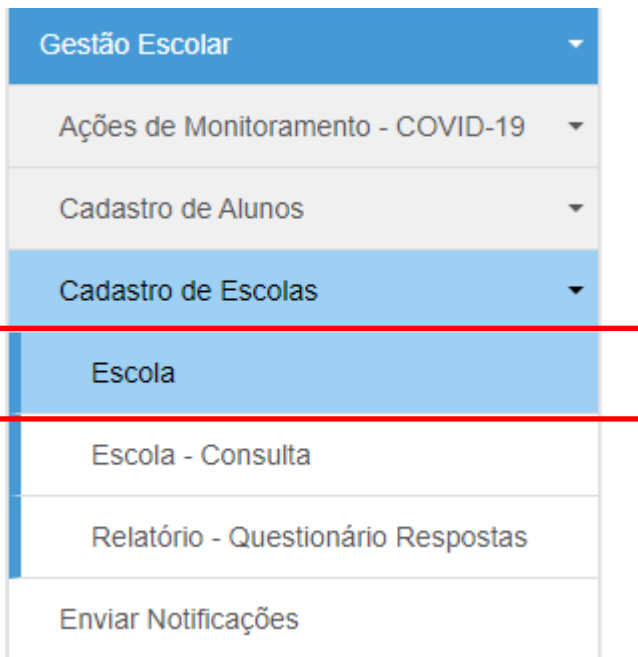 Gestão Escolar
Ações de Monitoramento - COVID-19
Cadastro de Alunos
Cadastro de Escolas
Escola
Escola - Consulta
Relatório - Questionário Respostas
Enviar Notificações